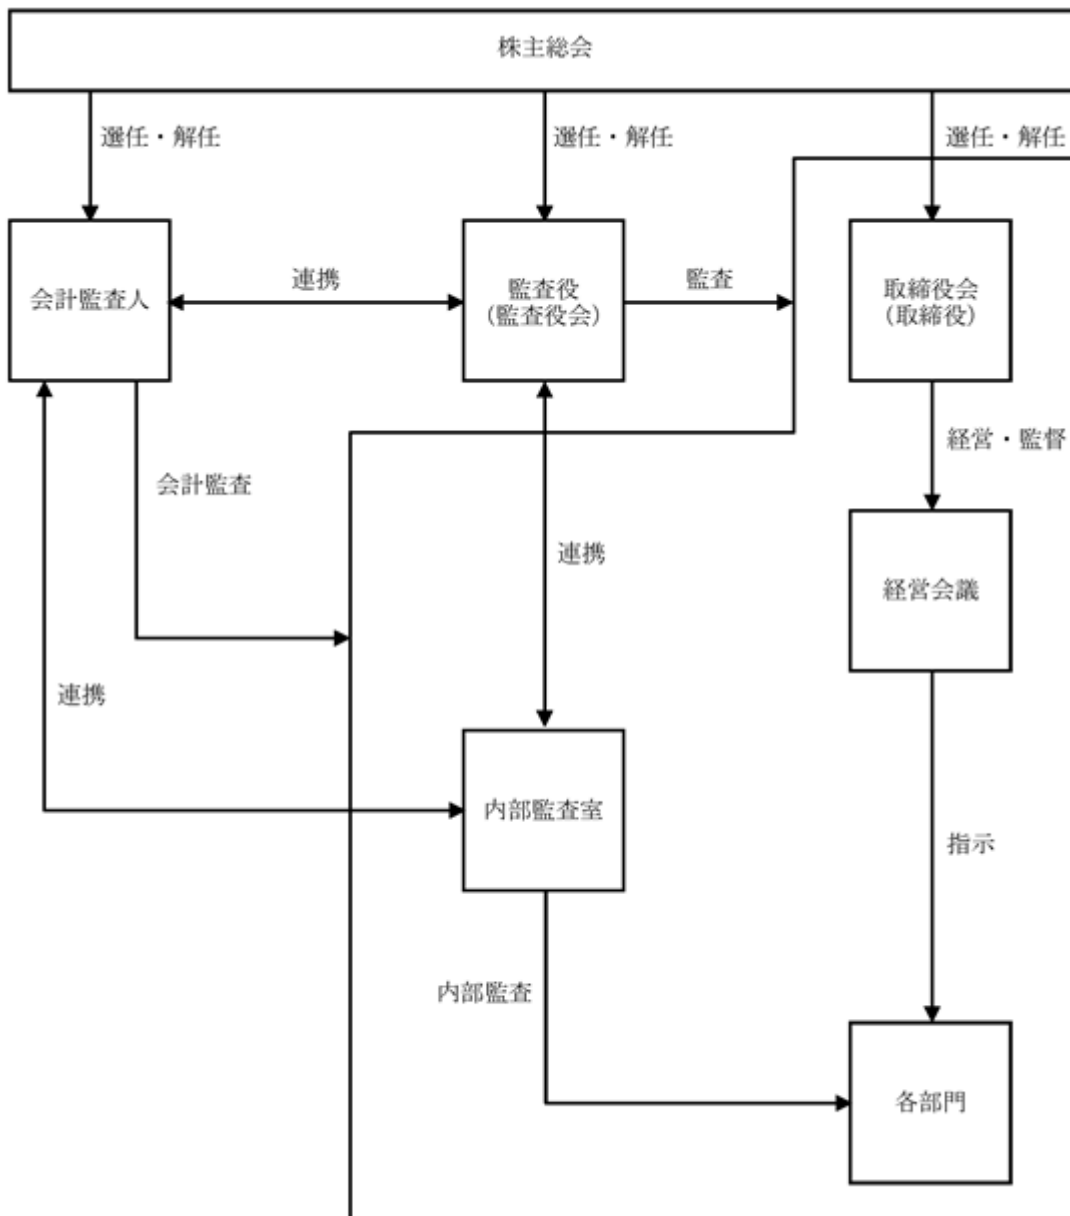 株主総会
選任・解任
選任・解任
選任・解任
会計監査人
連携
監査役
(監査役会)
監査
取締役会
(取締役)
経営・監督
会計監査
連携
経営会議
連携
内部監査室
指示
内部監査
各部門